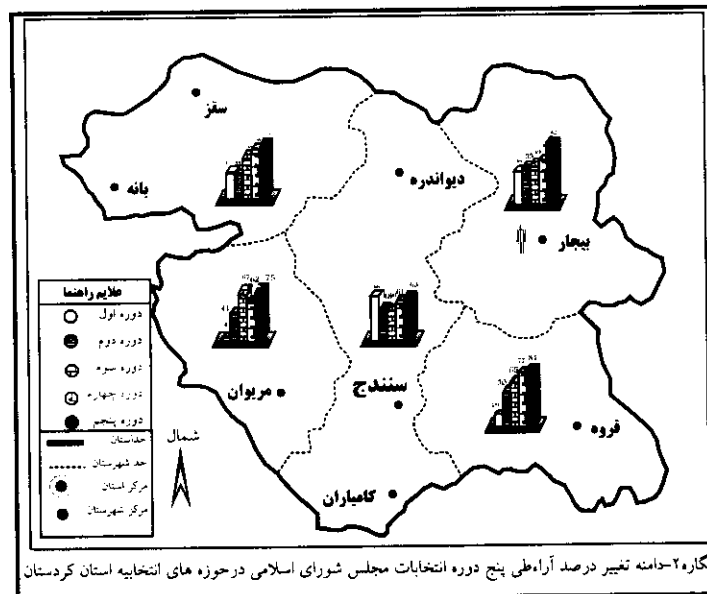 سقز
بانه
دیواندره
بیجار
علایم راهنما
دوره اول
دوره دوم
دوره سوم
دوره چهارم
دوره پنجم
حداستان
حد شهرستان
مرکز استان
مرکز شهرستان
شمال
مریوان
سنندج
قروه
کامیاران
نگاره۲-دامنه تغییر درصد آراءطی پنج دوره انتخابات مجلس شورای اسلامی درحوزه های انتخابیه استان کردستان